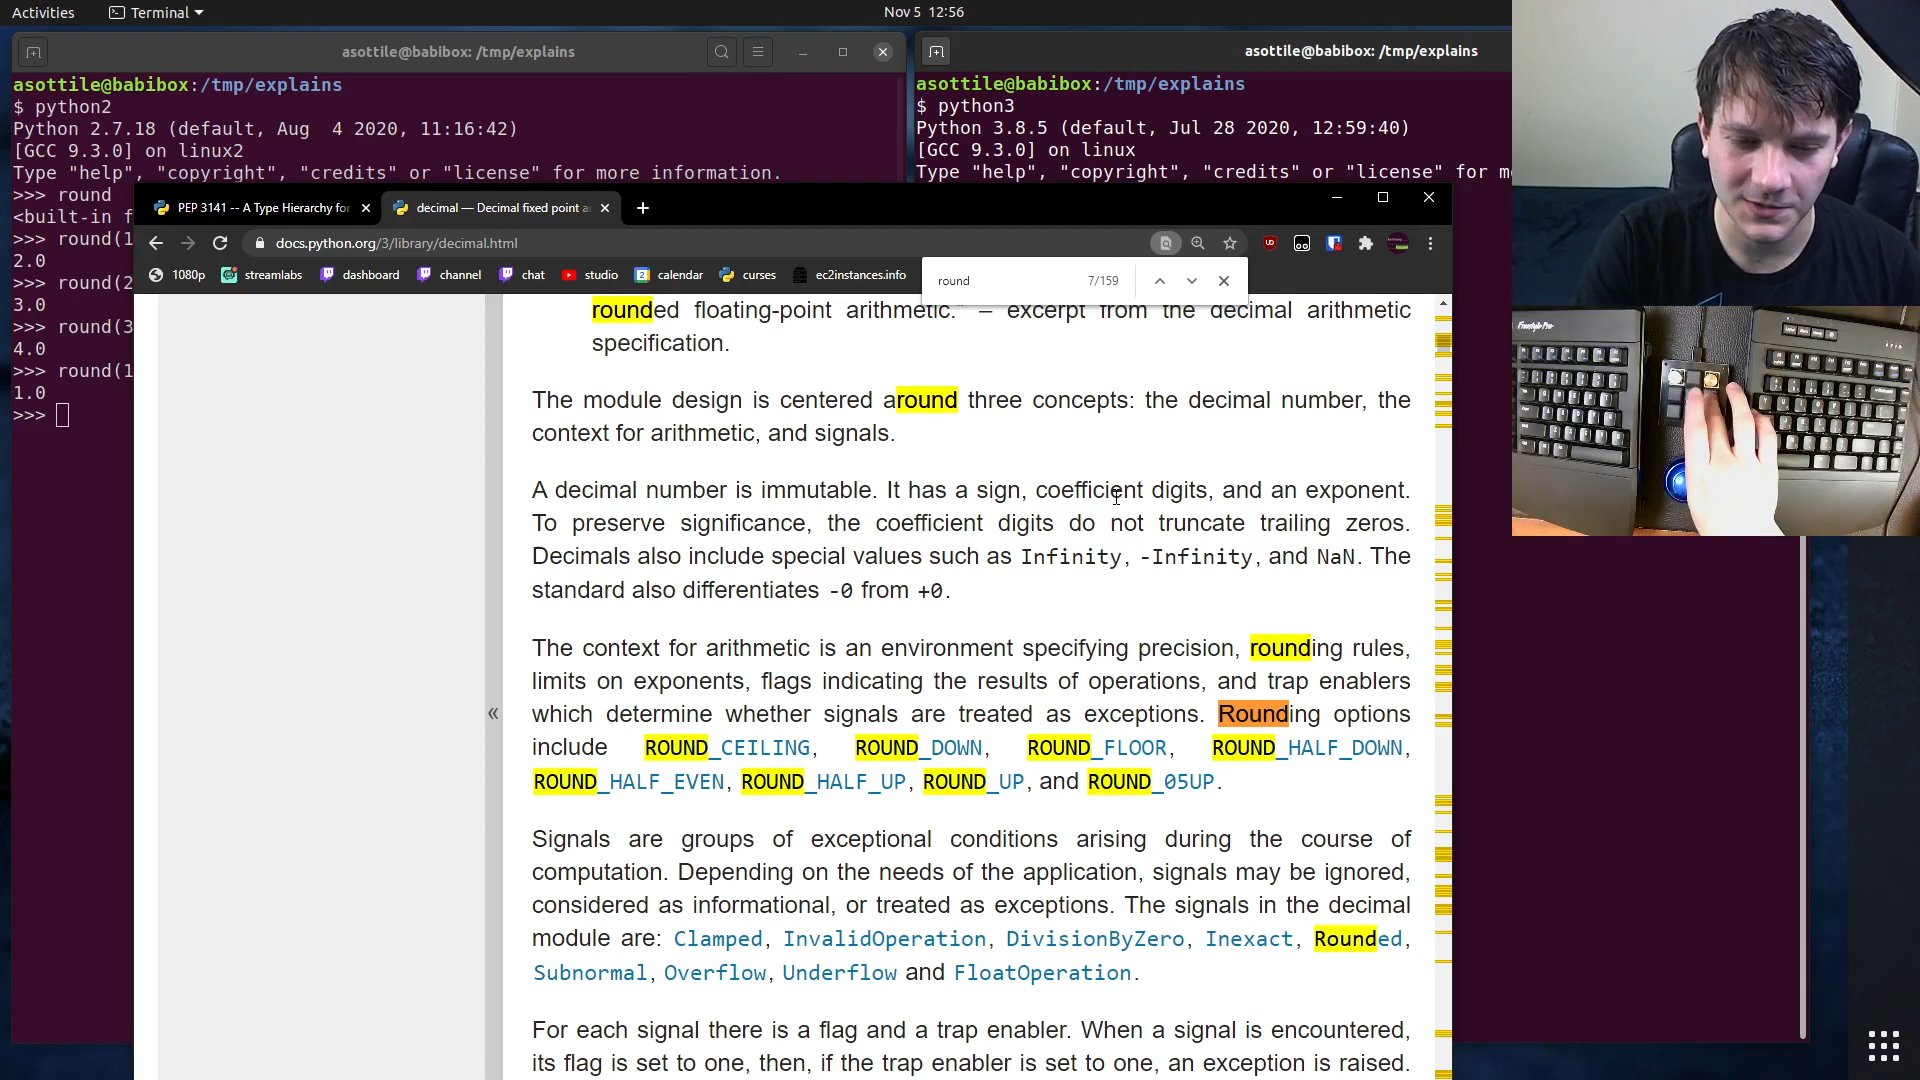 Activities
Terminal
Nov 5 12:56
asottile@babibox: /tmp/explains
asottile@babibox:/tmp/explains
$ python2
Python 2.7.18 (default, Aug  4 2020, 11:16:42)
[GCC 9.3.0] on linux2
Type "help", "copyright", "credits" or "license" for more information.
>>> round
<built-in f
>>> round(1
2.0
>>> round(2
3.0
>>> round(3
4.0
>>> round(1
1.0
>>>
asottile@babibox: /tmp/explains
asottile@babibox:/tmp/explains
$ python3
Python 3.8.5 (default, Jul 28 2020, 12:59:40)
[GCC 9.3.0] on linux
Type "help", "copyright", "credits" or "license" for m
PEP 3141 -- A Type Hierarchy for
decimal — Decimal fixed point a
docs.python.org/3/library/decimal.html
1080p
streamlabs
dashboard
channel
chat
studio
calendar
curses
ec2instances.info
round
7/159
rounded floating-point arithmetic." – excerpt from the decimal arithmetic
specification.
The module design is centered around three concepts: the decimal number, the
context for arithmetic, and signals.
A decimal number is immutable. It has a sign, coefficient digits, and an exponent.
To preserve significance, the coefficient digits do not truncate trailing zeros.
Decimals also include special values such as Infinity, -Infinity, and NaN. The
standard also differentiates -0 from +0.
The context for arithmetic is an environment specifying precision, rounding rules,
limits on exponents, flags indicating the results of operations, and trap enablers
which determine whether signals are treated as exceptions. Rounding options
include ROUND_CEILING, ROUND_DOWN, ROUND_FLOOR, ROUND_HALF_DOWN,
ROUND_HALF_EVEN, ROUND_HALF_UP, ROUND_UP, and ROUND_05UP.
Signals are groups of exceptional conditions arising during the course of
computation. Depending on the needs of the application, signals may be ignored,
considered as informational, or treated as exceptions. The signals in the decimal
module are: Clamped, InvalidOperation, DivisionByZero, Inexact, Rounded,
Subnormal, Overflow, Underflow and FloatOperation.
For each signal there is a flag and a trap enabler. When a signal is encountered,
its flag is set to one, then, if the trap enabler is set to one, an exception is raised.
Freestyle Pro